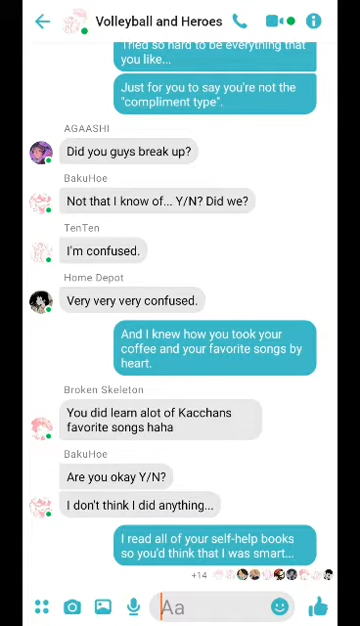 Volleyball and Heroes
Tried so hard to be everything that
you like...
Just for you to say you're not the
"compliment type".
AGAASHI
Did you guys break up?
BakuHoe
Not that I know of... Y/N? Did we?
TenTen
I'm confused.
Home Depot
Very very very confused.
And I knew how you took your
coffee and your favorite songs by
heart.
Broken Skeleton
You did learn alot of Kacchans
favorite songs haha
BakuHoe
Are you okay Y/N?
I don't think I did anything...
I read all of your self-help books
so you'd think that I was smart...
+14
Aa